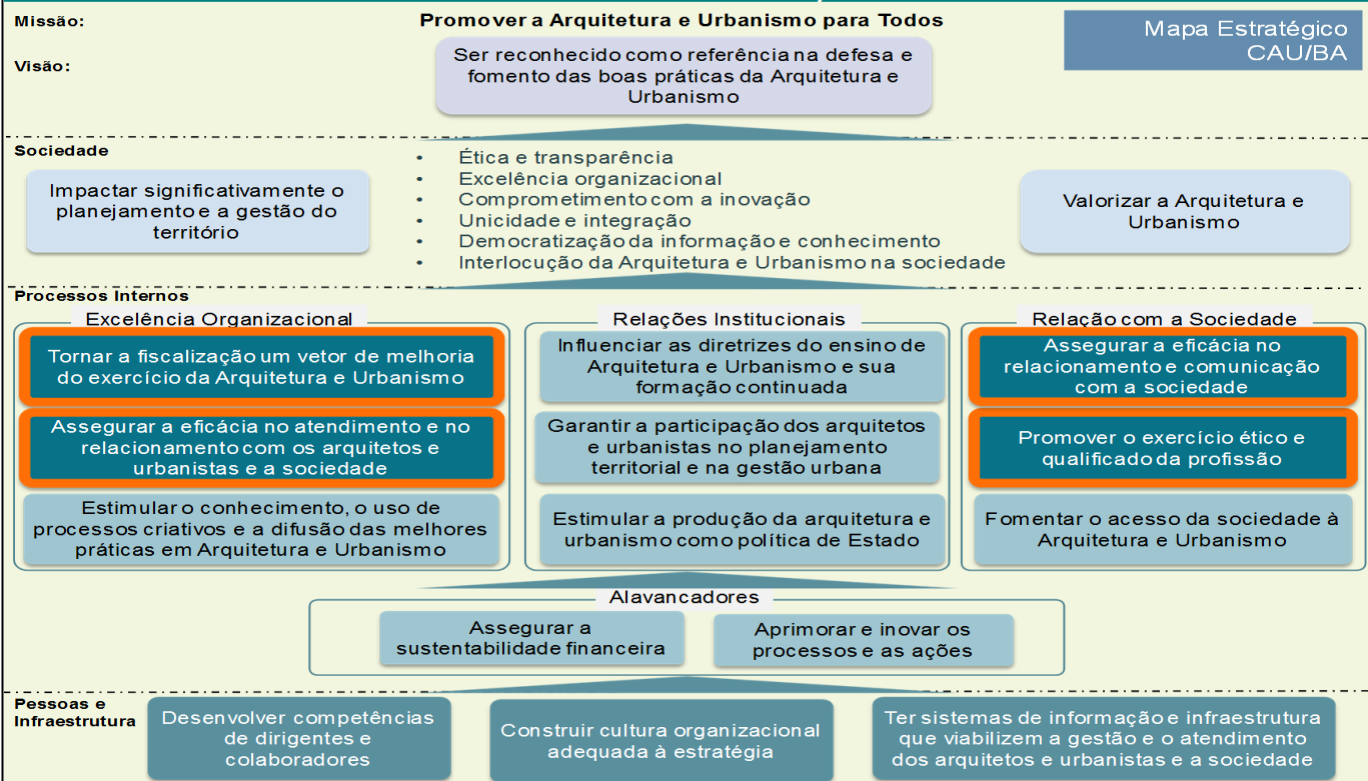 Missão:
Promover a Arquitetura e Urbanismo para Todos
Mapa Estratégico
CAU/BA
Visão:
Ser reconhecido como referência na defesa e
fomento das boas práticas da Arquitetura e
Urbanismo
Sociedade
Impactar significativamente o
planejamento e a gestão do
território
• Ética e transparência
• Excelência organizacional
• Comprometimento com a inovação
• Unicidade e integração
• Democratização da informação e conhecimento
• Interlocução da Arquitetura e Urbanismo na sociedade
Valorizar a Arquitetura e
Urbanismo
Processos Internos
Excelência Organizacional
Tornar a fiscalização um vetor de melhoria
do exercício da Arquitetura e Urbanismo
Assegurar a eficácia no atendimento e no
relacionamento com os arquitetos e
urbanistas e a sociedade
Estimular o conhecimento, o uso de
processos criativos e a difusão das melhores
práticas em Arquitetura e Urbanismo
Relações Institucionais
Influenciar as diretrizes do ensino de
Arquitetura e Urbanismo e sua
formação continuada
Garantir a participação dos arquitetos
e urbanistas no planejamento
territorial e na gestão urbana
Estimular a produção da arquitetura e
urbanismo como política de Estado
Relação com a Sociedade
Assegurar a eficácia no
relacionamento e comunicação
com a sociedade
Promover o exercício ético e
qualificado da profissão
Fomentar o acesso da sociedade à
Arquitetura e Urbanismo
Alavancadores
Assegurar a
sustentabilidade financeira
Aprimorar e inovar os
processos e as ações
Pessoas e
Infraestrutura
Desenvolver competências
de dirigentes e
colaboradores
Construir cultura organizacional
adequada à estratégia
Ter sistemas de informação e infraestrutura
que viabilizem a gestão e o atendimento
dos arquitetos e urbanistas e a sociedade